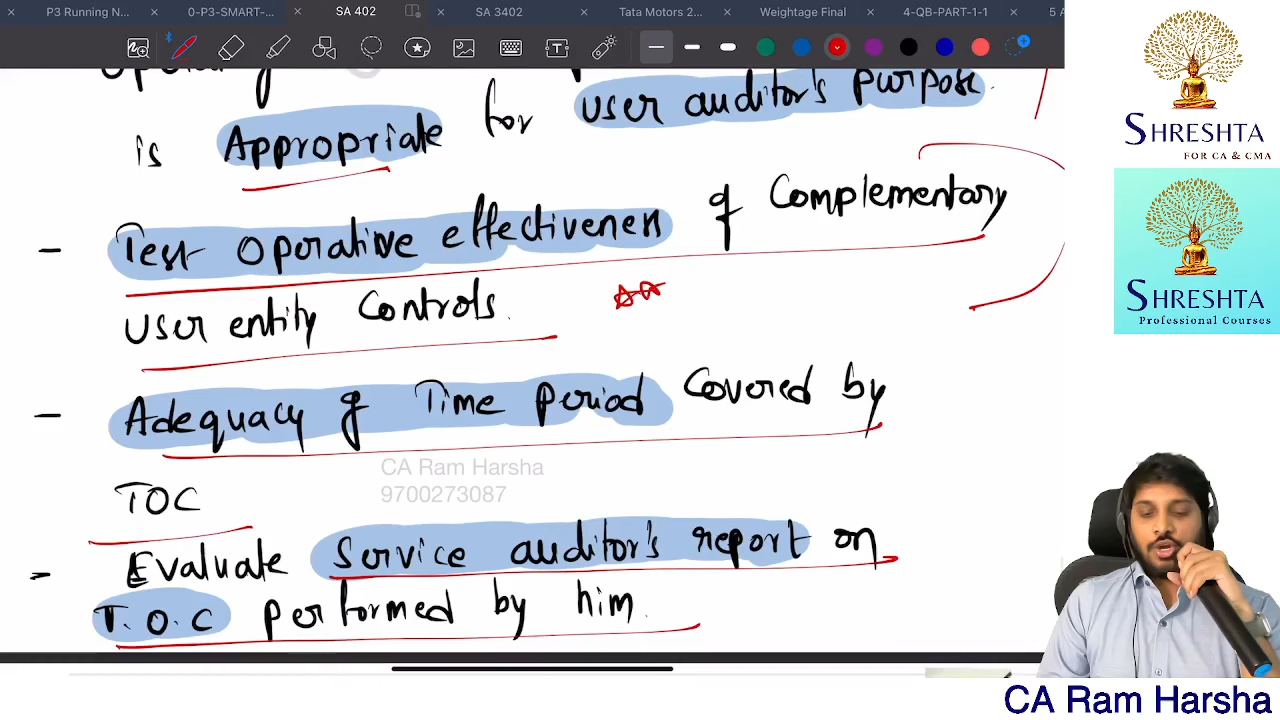 P3 Running N...
0-P3-SMART-...
SA 402
SA 3402
Tata Motors 2...
Weightage Final
4-QB-PART-1-1
5 A
user auditor's purpose.
is Appropriate for
- Test Operative effectiveness of Complementary
user entity Controls.
- Adequacy of Time Period Covered by
TOC
- Evaluate Service auditor's report on
T.O.C performed by him.
CA Ram Harsha
9700273087
SHRESHTA
FOR CA & CMA
SHRESHTA
Professional Courses
CA Ram Harsha